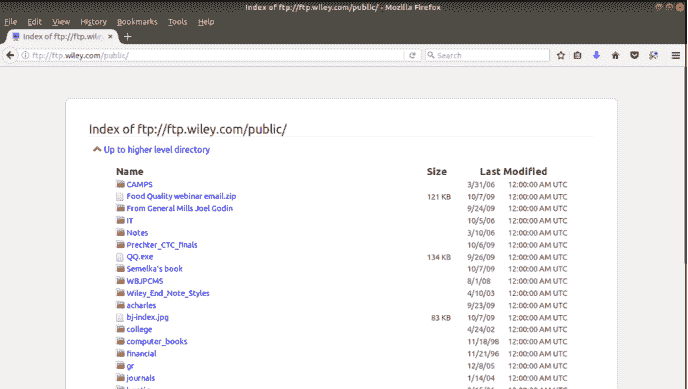 Index of ftp://ftp.wiley.com/public/ - Mozilla Firefox
File Edit View History Bookmarks Tools Help
Index of ftp://ftp.wile
ftp://ftp.wiley.com/public/
Search
Index of ftp://ftp.wiley.com/public/
Up to higher level directory
Name Size Last Modified
CAMPS 3/31/06 12:00:00 AM UTC
Food Quality webinar email.zip 121 KB 10/7/09 12:00:00 AM UTC
From General Mills Joel Godin 9/24/09 12:00:00 AM UTC
IT 10/5/06 12:00:00 AM UTC
Notes 3/10/06 12:00:00 AM UTC
Prechter_CTC_finals 10/6/09 12:00:00 AM UTC
QQ.exe 134 KB 9/26/09 12:00:00 AM UTC
Semelka's book 10/7/09 12:00:00 AM UTC
WBJPCMS 8/1/08 12:00:00 AM UTC
Wiley_End_Note_Styles 4/10/03 12:00:00 AM UTC
acharles 9/23/09 12:00:00 AM UTC
bj-index.jpg 83 KB 10/7/09 12:00:00 AM UTC
college 4/24/02 12:00:00 AM UTC
computer_books 11/18/98 12:00:00 AM UTC
financial 11/21/96 12:00:00 AM UTC
gr 12/8/05 12:00:00 AM UTC
journals 1/14/04 12:00:00 AM UTC